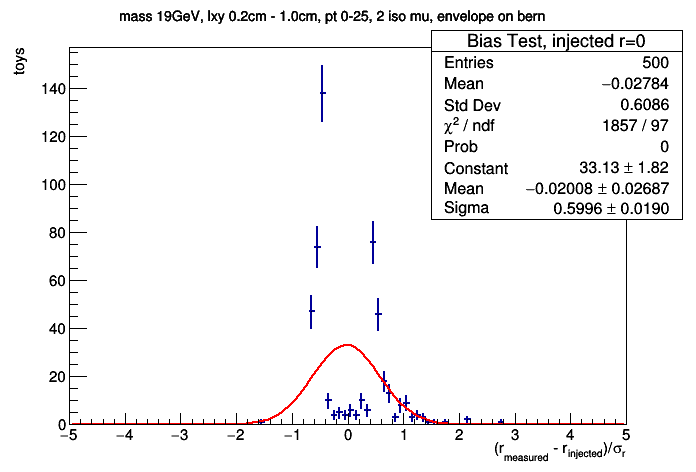 mass 19GeV, lxy 0.2cm - 1.0cm, pt 0-25, 2 iso mu, envelope on bern
Bias Test, injected r=0
Entries 500
Mean −0.02784
Std Dev 0.6086
χ² / ndf 1857 / 97
Prob 0
Constant 33.13 ± 1.82
Mean −0.02008 ± 0.02687
Sigma 0.5996 ± 0.0190
toys
140
120
100
80
60
40
20
0
−5 −4 −3 −2 −1 0 1 2 3 4 5
(r_measured - r_injected)/σ_r